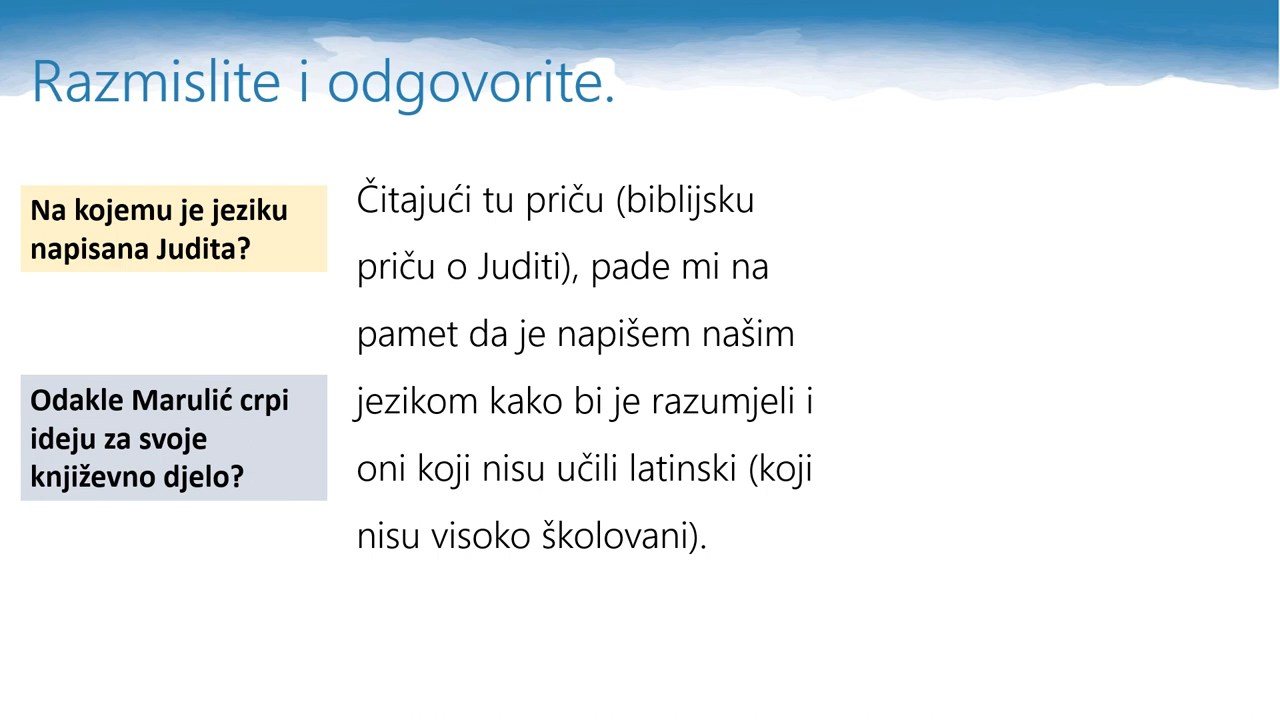 Razmislite i odgovorite.
Na kojemu je jeziku
napisana Judita?
Odakle Marulić crpi
ideju za svoje
književno djelo?
Čitajući tu priču (biblijsku
priču o Juditi), pade mi na
pamet da je napišem našim
jezikom kako bi je razumjeli i
oni koji nisu učili latinski (koji
nisu visoko školovani).